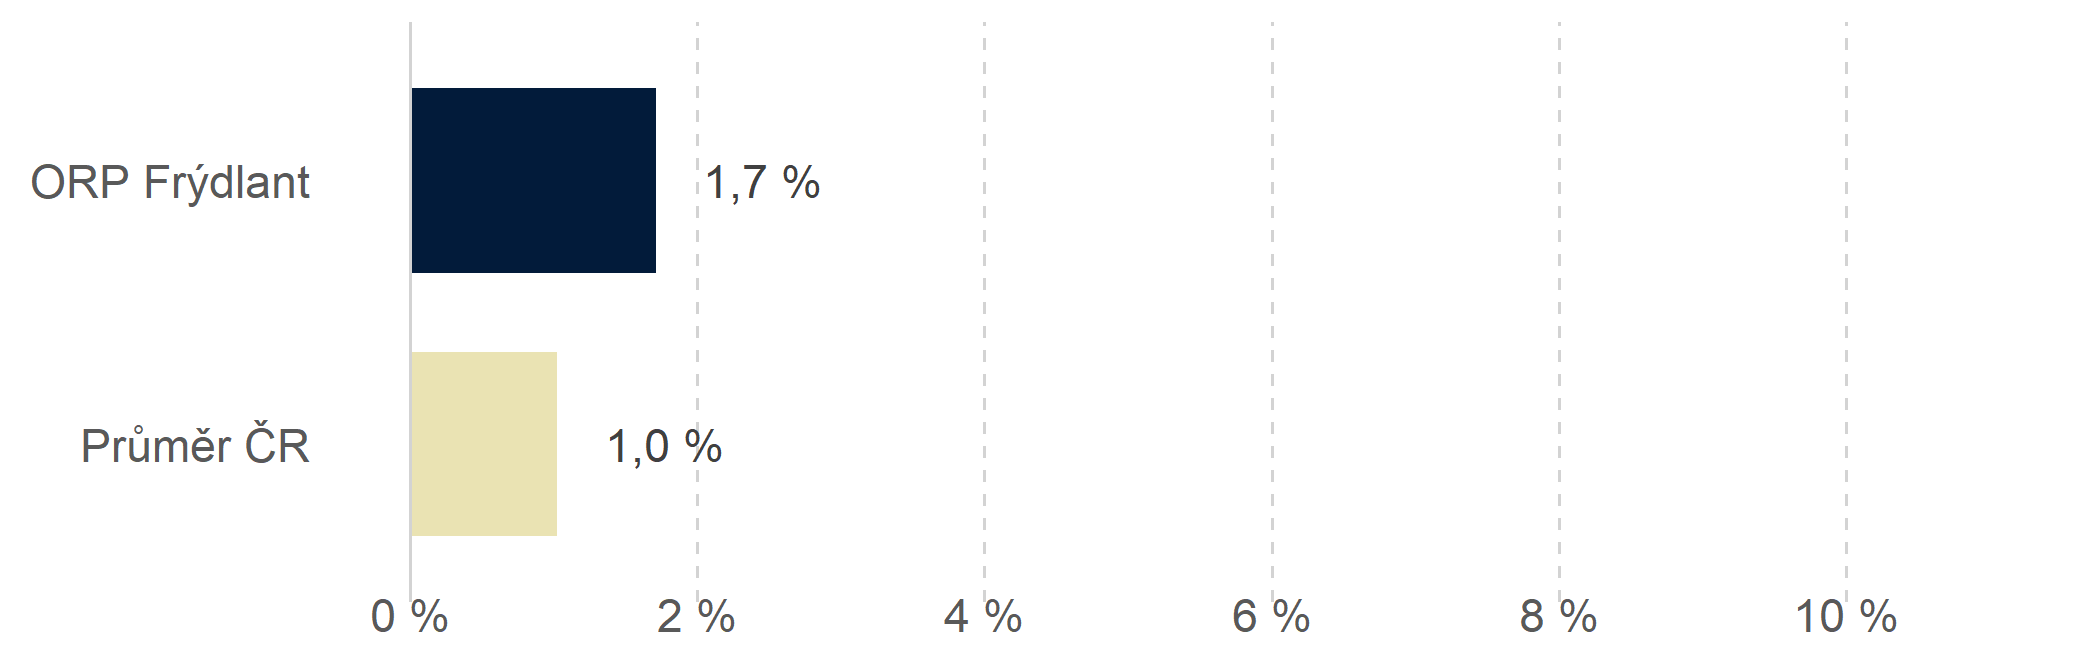 ORP Frýdlant
1,7 %
Průměr ČR
1,0 %
0 % 2 % 4 % 6 % 8 % 10 %